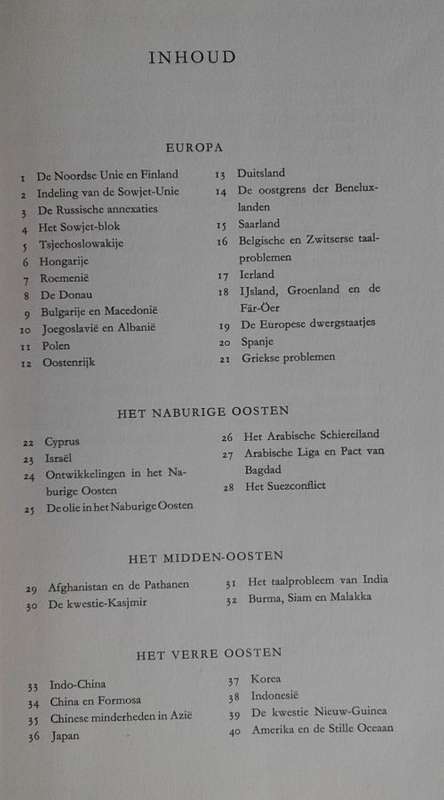 INHOUD
EUROPA
1 De Noordse Unie en Finland
2 Indeling van de Sowjet-Unie
3 De Russische annexaties
4 Het Sowjet-blok
5 Tsjechoslowakije
6 Hongarije
7 Roemenië
8 De Donau
9 Bulgarije en Macedonië
10 Joegoslavië en Albanië
11 Polen
12 Oostenrijk
13 Duitsland
14 De oostgrens der Benelux-
landen
15 Saarland
16 Belgische en Zwitserse taal-
problemen
17 Ierland
18 IJsland, Groenland en de
Fär-Öer
19 De Europese dwergstaatjes
20 Spanje
21 Griekse problemen
HET NABURIGE OOSTEN
22 Cyprus
23 Israël
24 Ontwikkelingen in het Na-
burige Oosten
25 De olie in het Naburige Oosten
26 Het Arabische Schiereiland
27 Arabische Liga en Pact van
Bagdad
28 Het Suezconflict
HET MIDDEN-OOSTEN
29 Afghanistan en de Pathanen
30 De kwestie-Kasjmir
31 Het taalprobleem van India
32 Burma, Siam en Malakka
HET VERRE OOSTEN
33 Indo-China
34 China en Formosa
35 Chinese minderheden in Azië
36 Japan
37 Korea
38 Indonesië
39 De kwestie Nieuw-Guinea
40 Amerika en de Stille Oceaan